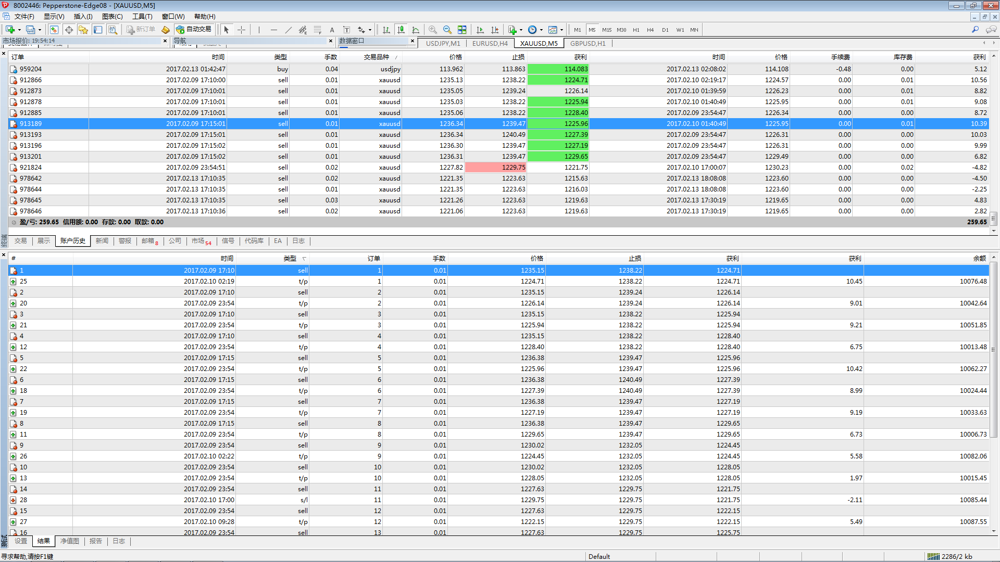 8002446: Pepperstone-Edge08 - [XAUUSD,M5]
文件(F) 显示(V) 插入(I) 图表(C) 工具(T) 窗口(W) 帮助(H)
新订单 自动交易 A T M1 M5 M15 M30 H1 H4 D1 W1 MN
市场报价: 19:54:14 导航 数据窗口 USDJPY,M1 EURUSD,H4 XAUUSD,M5 GBPUSD,H1
订单 时间 类型 手数 交易品种 / 价格 止损 获利 时间 价格 手续费 库存费 获利
959204 2017.02.13 01:42:47 buy 0.04 usdjpy 113.962 113.863 114.083 2017.02.13 02:08:02 114.108 -0.48 0.00 5.12
912866 2017.02.09 17:10:00 sell 0.01 xauusd 1235.13 1238.22 1224.71 2017.02.10 02:19:17 1224.57 0.00 0.01 10.56
912873 2017.02.09 17:10:01 sell 0.01 xauusd 1235.05 1239.24 1226.14 2017.02.10 01:39:59 1226.23 0.00 0.01 8.82
912878 2017.02.09 17:10:01 sell 0.01 xauusd 1235.03 1238.22 1225.94 2017.02.10 01:40:49 1225.95 0.00 0.01 9.08
912885 2017.02.09 17:10:01 sell 0.01 xauusd 1235.06 1238.22 1228.40 2017.02.09 23:54:47 1226.34 0.00 0.00 8.72
913189 2017.02.09 17:15:01 sell 0.01 xauusd 1236.34 1239.47 1225.96 2017.02.10 01:40:49 1225.95 0.00 0.01 10.39
913193 2017.02.09 17:15:01 sell 0.01 xauusd 1236.34 1240.49 1227.39 2017.02.09 23:54:47 1226.31 0.00 0.00 10.03
913196 2017.02.09 17:15:02 sell 0.01 xauusd 1236.30 1239.47 1227.19 2017.02.09 23:54:47 1226.31 0.00 0.00 9.99
913201 2017.02.09 17:15:02 sell 0.01 xauusd 1236.31 1239.47 1229.65 2017.02.09 23:54:47 1229.49 0.00 0.00 6.82
921824 2017.02.09 23:54:51 sell 0.02 xauusd 1227.82 1229.75 1221.75 2017.02.10 17:00:07 1230.23 0.00 0.02 -4.82
978642 2017.02.13 17:10:35 sell 0.02 xauusd 1221.35 1223.63 1215.63 2017.02.13 18:08:08 1223.60 0.00 0.00 -4.50
978644 2017.02.13 17:10:35 sell 0.01 xauusd 1221.35 1223.63 1216.03 2017.02.13 18:08:08 1223.60 0.00 0.00 -2.25
978645 2017.02.13 17:10:35 sell 0.03 xauusd 1221.26 1223.63 1219.63 2017.02.13 17:30:19 1219.65 0.00 0.00 4.83
978646 2017.02.13 17:10:36 sell 0.02 xauusd 1221.06 1223.63 1219.63 2017.02.13 17:30:19 1219.65 0.00 0.00 2.82
盈/亏: 259.65 信用额: 0.00 存款: 0.00 取款: 0.00 259.65
交易 展示 账户历史 新闻 警报 邮箱 8 公司 市场 54 信号 代码库 EA 日志
# 时间 类型 订单 手数 价格 止损 获利 获利 余额
1 2017.02.09 17:10 sell 1 0.01 1235.15 1238.22 1224.71
25 2017.02.10 02:19 t/p 1 0.01 1224.71 1238.22 1224.71 10.45 10076.48
2 2017.02.09 17:10 sell 2 0.01 1235.15 1239.24 1226.14
20 2017.02.09 23:54 t/p 2 0.01 1226.14 1239.24 1226.14 9.01 10042.64
3 2017.02.09 17:10 sell 3 0.01 1235.15 1238.22 1225.94
21 2017.02.09 23:54 t/p 3 0.01 1225.94 1238.22 1225.94 9.21 10051.85
4 2017.02.09 17:10 sell 4 0.01 1235.15 1238.22 1228.40
12 2017.02.09 23:54 t/p 4 0.01 1228.40 1238.22 1228.40 6.75 10013.48
5 2017.02.09 17:15 sell 5 0.01 1236.38 1239.47 1225.96
22 2017.02.09 23:54 t/p 5 0.01 1225.96 1239.47 1225.96 10.42 10062.27
6 2017.02.09 17:15 sell 6 0.01 1236.38 1240.49 1227.39
18 2017.02.09 23:54 t/p 6 0.01 1227.39 1240.49 1227.39 8.99 10024.44
7 2017.02.09 17:15 sell 7 0.01 1236.38 1239.47 1227.19
19 2017.02.09 23:54 t/p 7 0.01 1227.19 1239.47 1227.19 9.19 10033.63
8 2017.02.09 17:15 sell 8 0.01 1236.38 1239.47 1229.65
11 2017.02.09 23:54 t/p 8 0.01 1229.65 1239.47 1229.65 6.73 10006.73
9 2017.02.09 23:54 sell 9 0.01 1230.02 1232.05 1224.45
26 2017.02.10 02:22 t/p 9 0.01 1224.45 1232.05 1224.45 5.58 10082.06
10 2017.02.09 23:54 sell 10 0.01 1230.02 1232.05 1228.05
13 2017.02.09 23:54 t/p 10 0.01 1228.05 1232.05 1228.05 1.97 10015.45
14 2017.02.09 23:54 sell 11 0.01 1227.63 1229.75 1221.75
28 2017.02.10 17:00 s/l 11 0.01 1229.75 1229.75 1221.75 -2.11 10085.44
15 2017.02.09 23:54 sell 12 0.01 1227.63 1229.75 1222.15
27 2017.02.10 09:28 t/p 12 0.01 1222.15 1229.75 1222.15 5.49 10087.55
16 2017.02.09 23:54 sell 13 0.01 1227.63 1229.75 1225.75
设置 结果 净值图 报告 日志
寻求帮助,请按F1键 Default 2286/2 kb